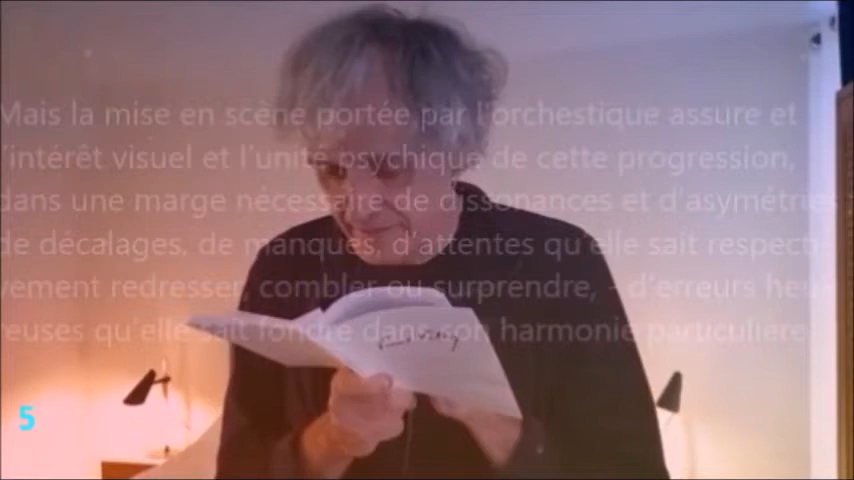 Mais la mise en scène portée par l'orchestique assure et
l'intérêt visuel et l'unité psychique de cette progression,
dans une marge nécessaire de dissonances et d'asymétries :
de décalages, de manques, d'attentes qu'elle sait respecti-
vement redresser, combler ou surprendre, - d'erreurs heu-
reuses qu'elle sait fondre dans son harmonie particulière
5